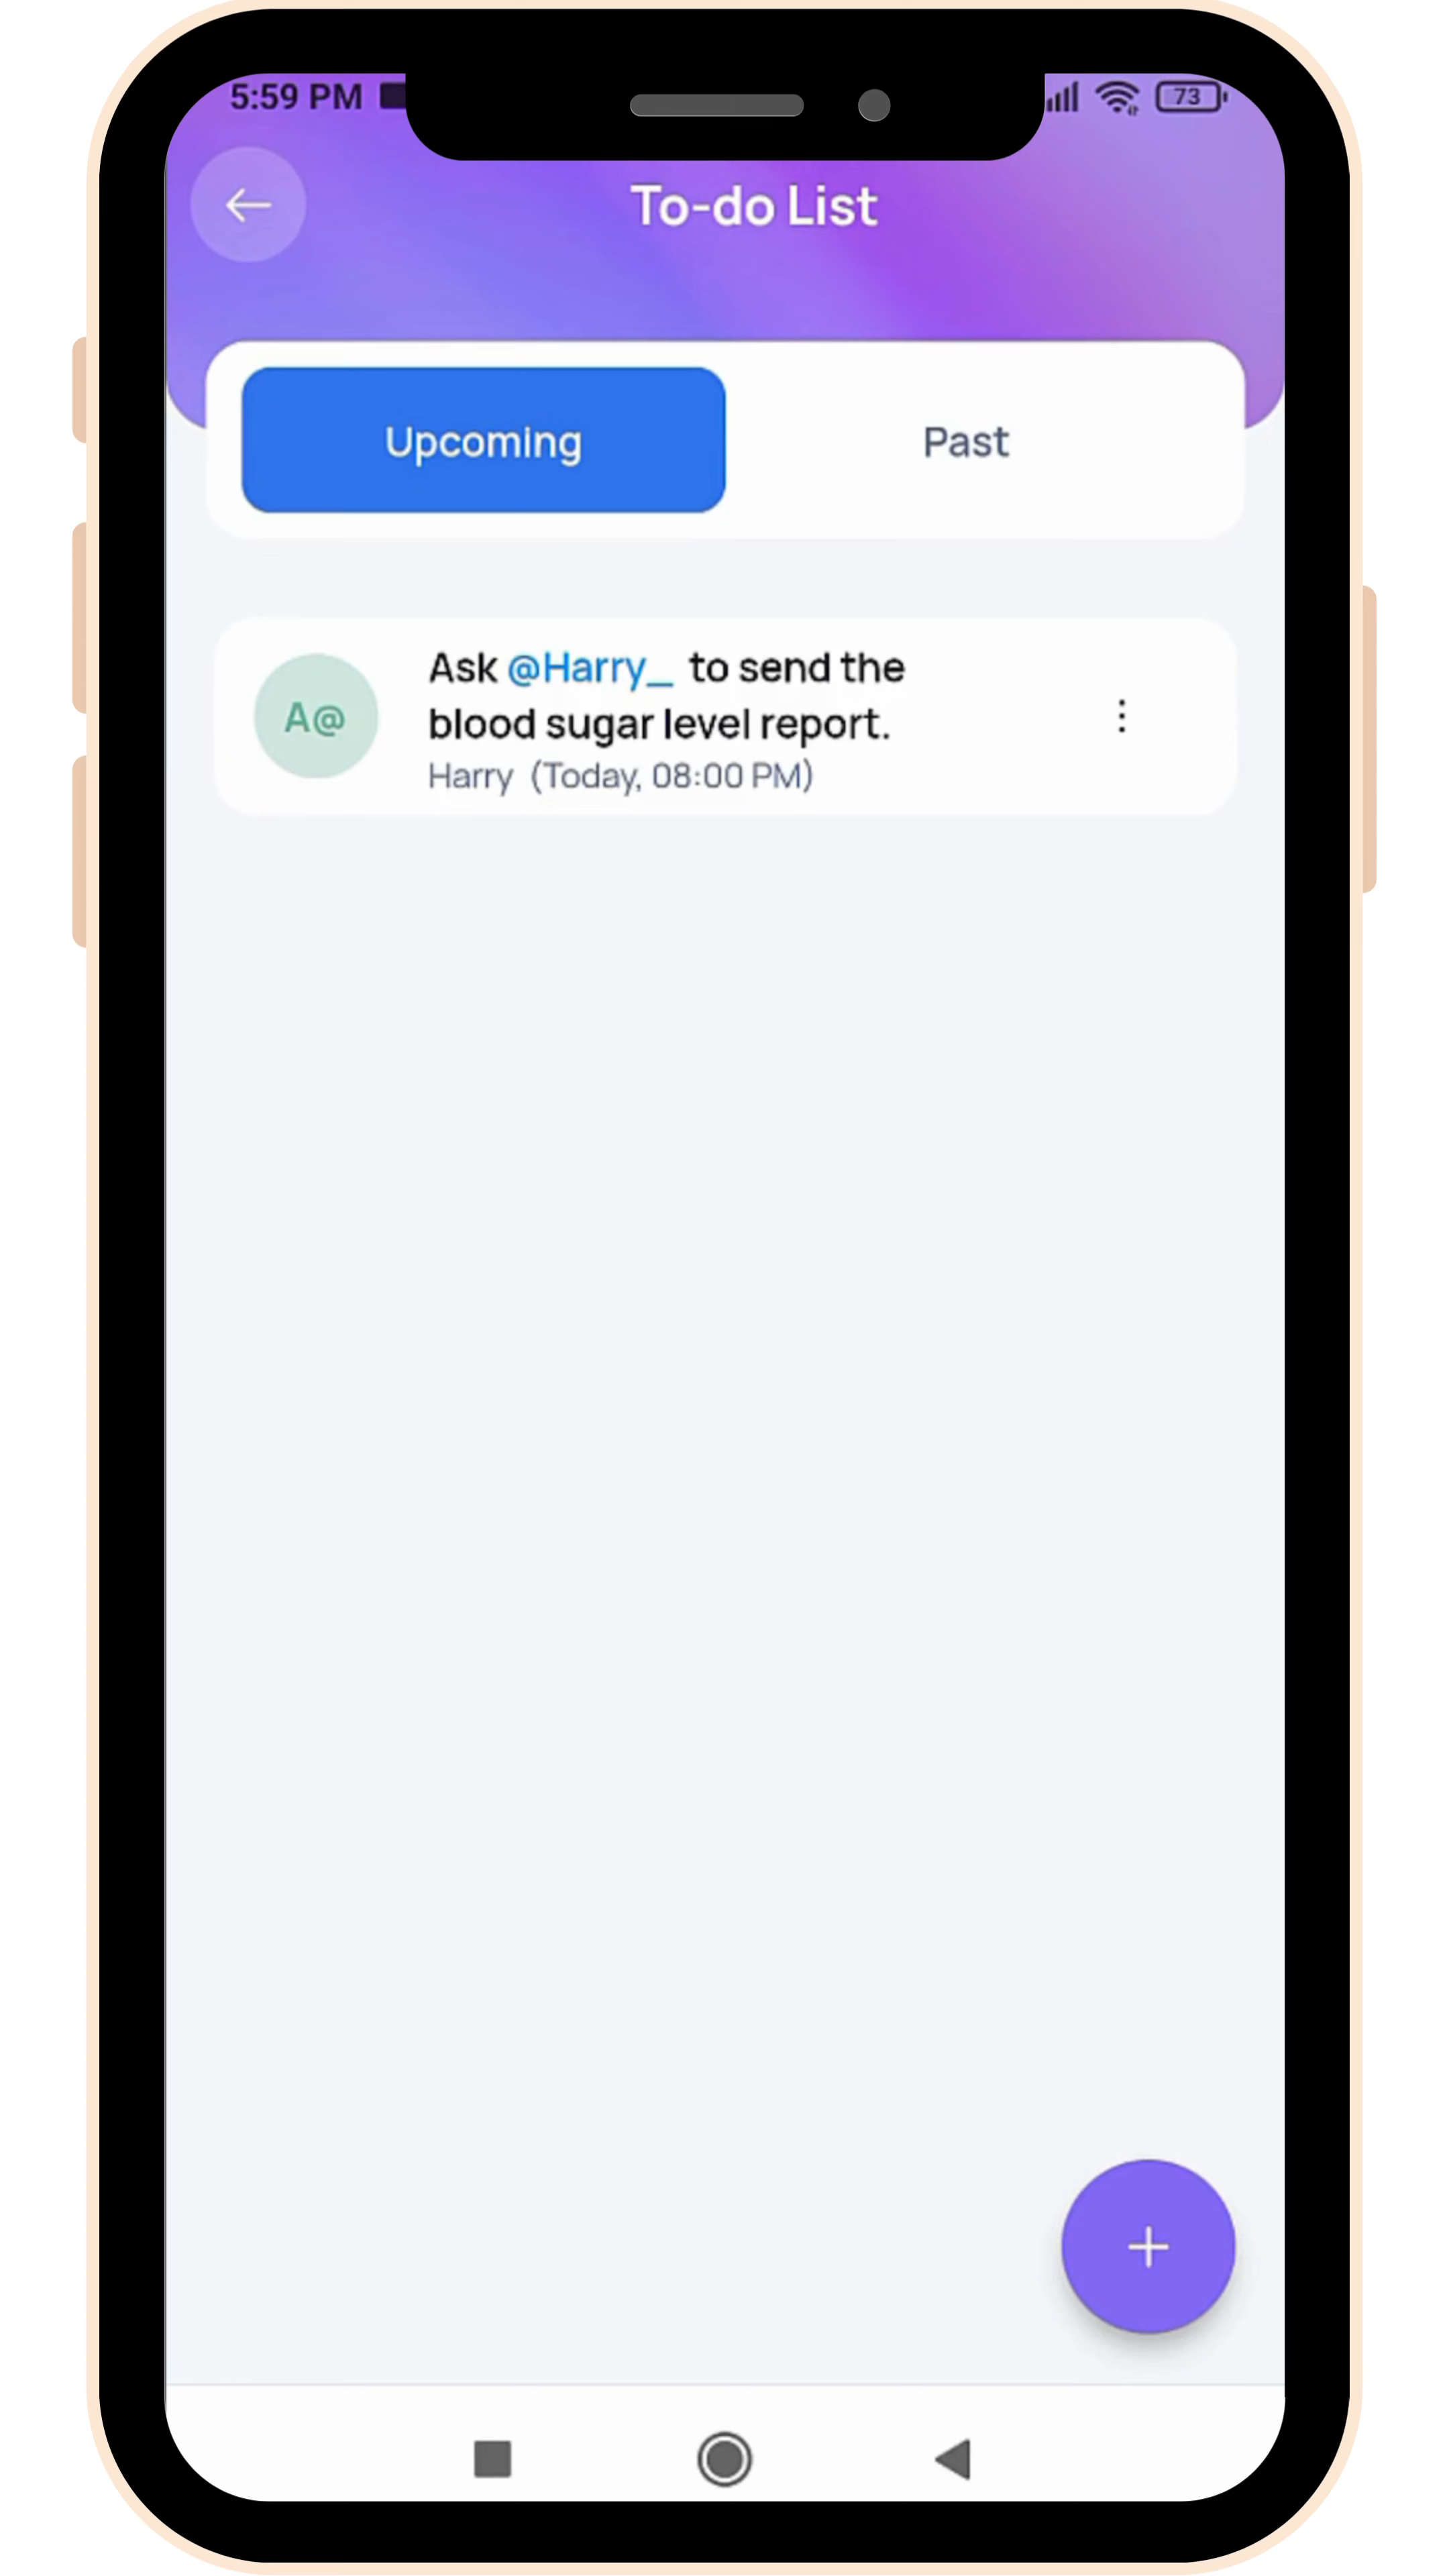 5:59 PM
73
To-do List
Upcoming
Past
A@
Ask @Harry_ to send the
blood sugar level report.
Harry (Today, 08:00 PM)